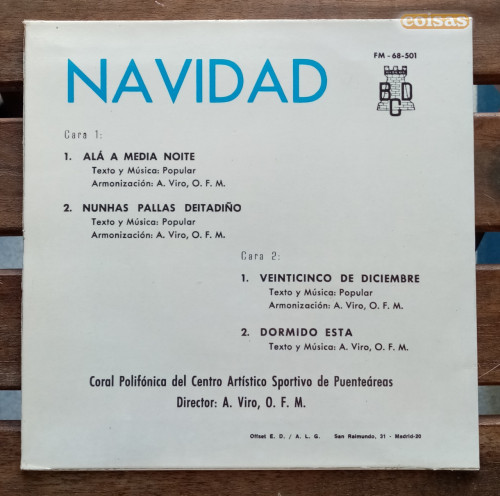 coisas
FM - 68-501
NAVIDAD
B C D
Cara 1:
1. ALÁ A MEDIA NOITE
Texto y Música: Popular
Armonización: A. Viro, O. F. M.
2. NUNHAS PALLAS DEITADIÑO
Texto y Música: Popular
Armonización: A. Viro, O. F. M.
Cara 2:
1. VEINTICINCO DE DICIEMBRE
Texto y Música: Popular
Armonización: A. Viro, O. F. M.
2. DORMIDO ESTA
Texto y Música: A. Viro, O. F. M.
Coral Polifónica del Centro Artístico Sportivo de Puenteáreas
Director: A. Viro, O. F. M.
Offset E. D. / A. L. G. San Raimundo, 21 - Madrid-20